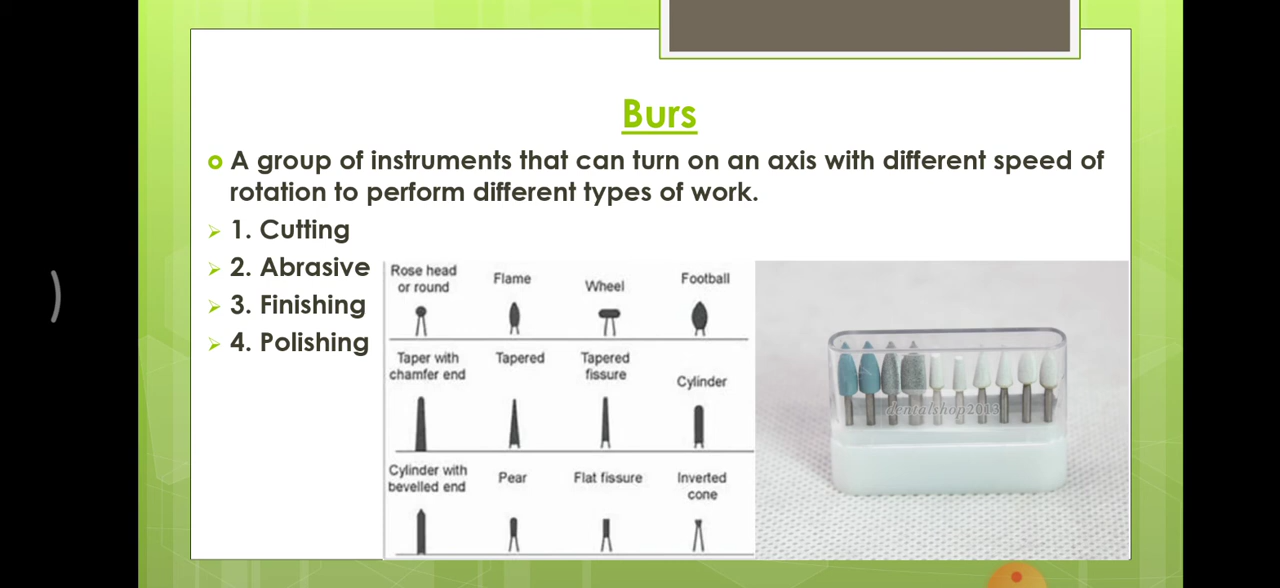 Burs
A group of instruments that can turn on an axis with different speed of
rotation to perform different types of work.
1. Cutting
2. Abrasive
3. Finishing
4. Polishing
Rose head
or round
Flame
Wheel
Football
Taper with
chamfer end
Tapered
Tapered
fissure
Cylinder
Cylinder with
bevelled end
Pear
Flat fissure
Inverted
cone
dentalshop2013